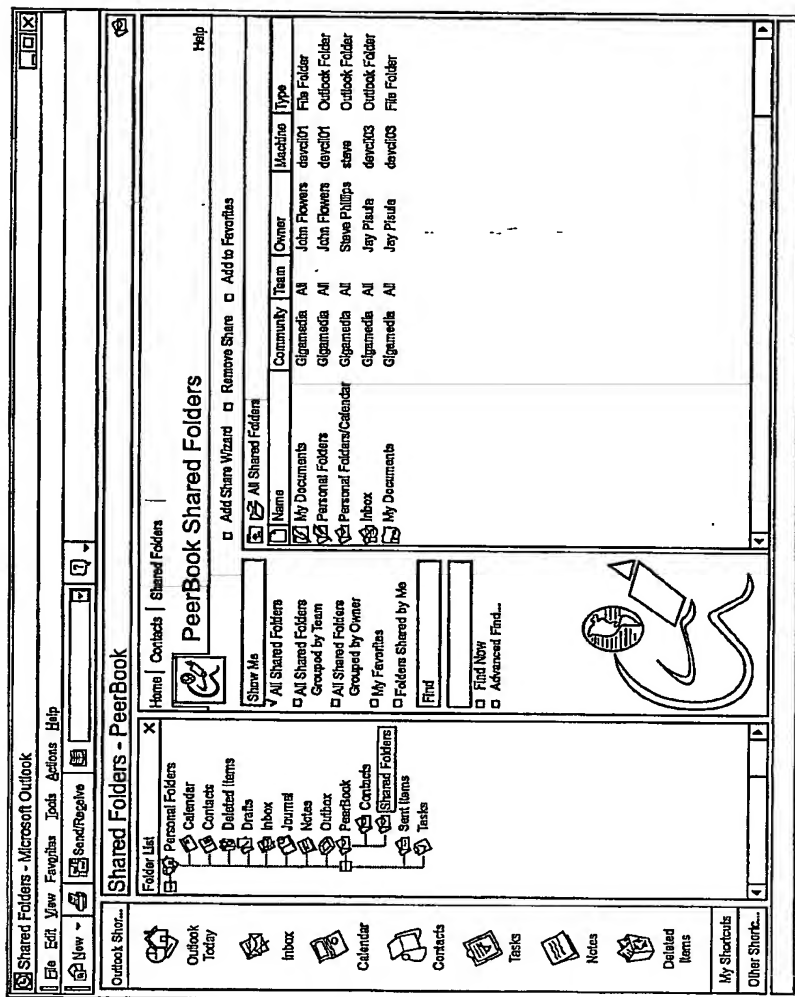 Shared Folders - Microsoft Outlook
File Edit View Favorites Tools Actions Help
New Send/Receive
Outlook Shor...
Outlook Today
Inbox
Calendar
Contacts
Tasks
Notes
Deleted Items
My Shortcuts
Other Shortc...
Shared Folders - PeerBook
Folder List X
Personal Folders
Calendar
Contacts
Deleted Items
Drafts
Inbox
Journal
Notes
Outbox
PeerBook
Contacts
Shared Folders
Sent Items
Tasks
Home | Contacts | Shared Folders | Help
PeerBook Shared Folders
Show Me
All Shared Folders
All Shared Folders
Grouped by Team
All Shared Folders
Grouped by Owner
My Favorites
Folders Shared by Me
Find
Find Now
Advanced Find...
Add Share Wizard Remove Share Add to Favorites
All Shared Folders
Name Community Team Owner Machine Type
My Documents Gigamedia All John Flowers devcli01 File Folder
Personal Folders Gigamedia All John Flowers devcli01 Outlook Folder
Personal Folders/Calendar Gigamedia All Steve Phillips steve Outlook Folder
Inbox Gigamedia All Jay Pisula devcli03 Outlook Folder
My Documents Gigamedia All Jay Pisula devcli03 File Folder